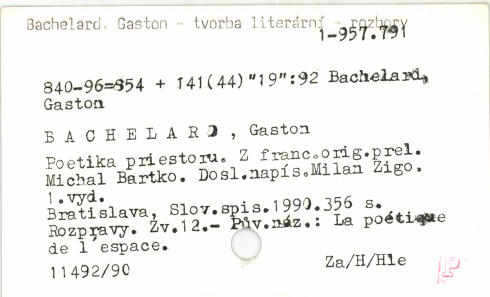 Bachelard. Gaston - tvorba literární - rozbory
1-957.791
840-96=854 + 141(44)"19":92 Bachelard,
Gaston
B A C H E L A R D , Gaston
Poetika priestoru. Z franc.orig.prel.
Michal Bartko. Dosl.napís.Milan Zigo.
1.vyd.
Bratislava, Slov.spis.1990.356 s.
Rozpravy. Zv.12.- Pův.náz.: La poétique
de l'espace.
11492/90
Za/H/Hle
P